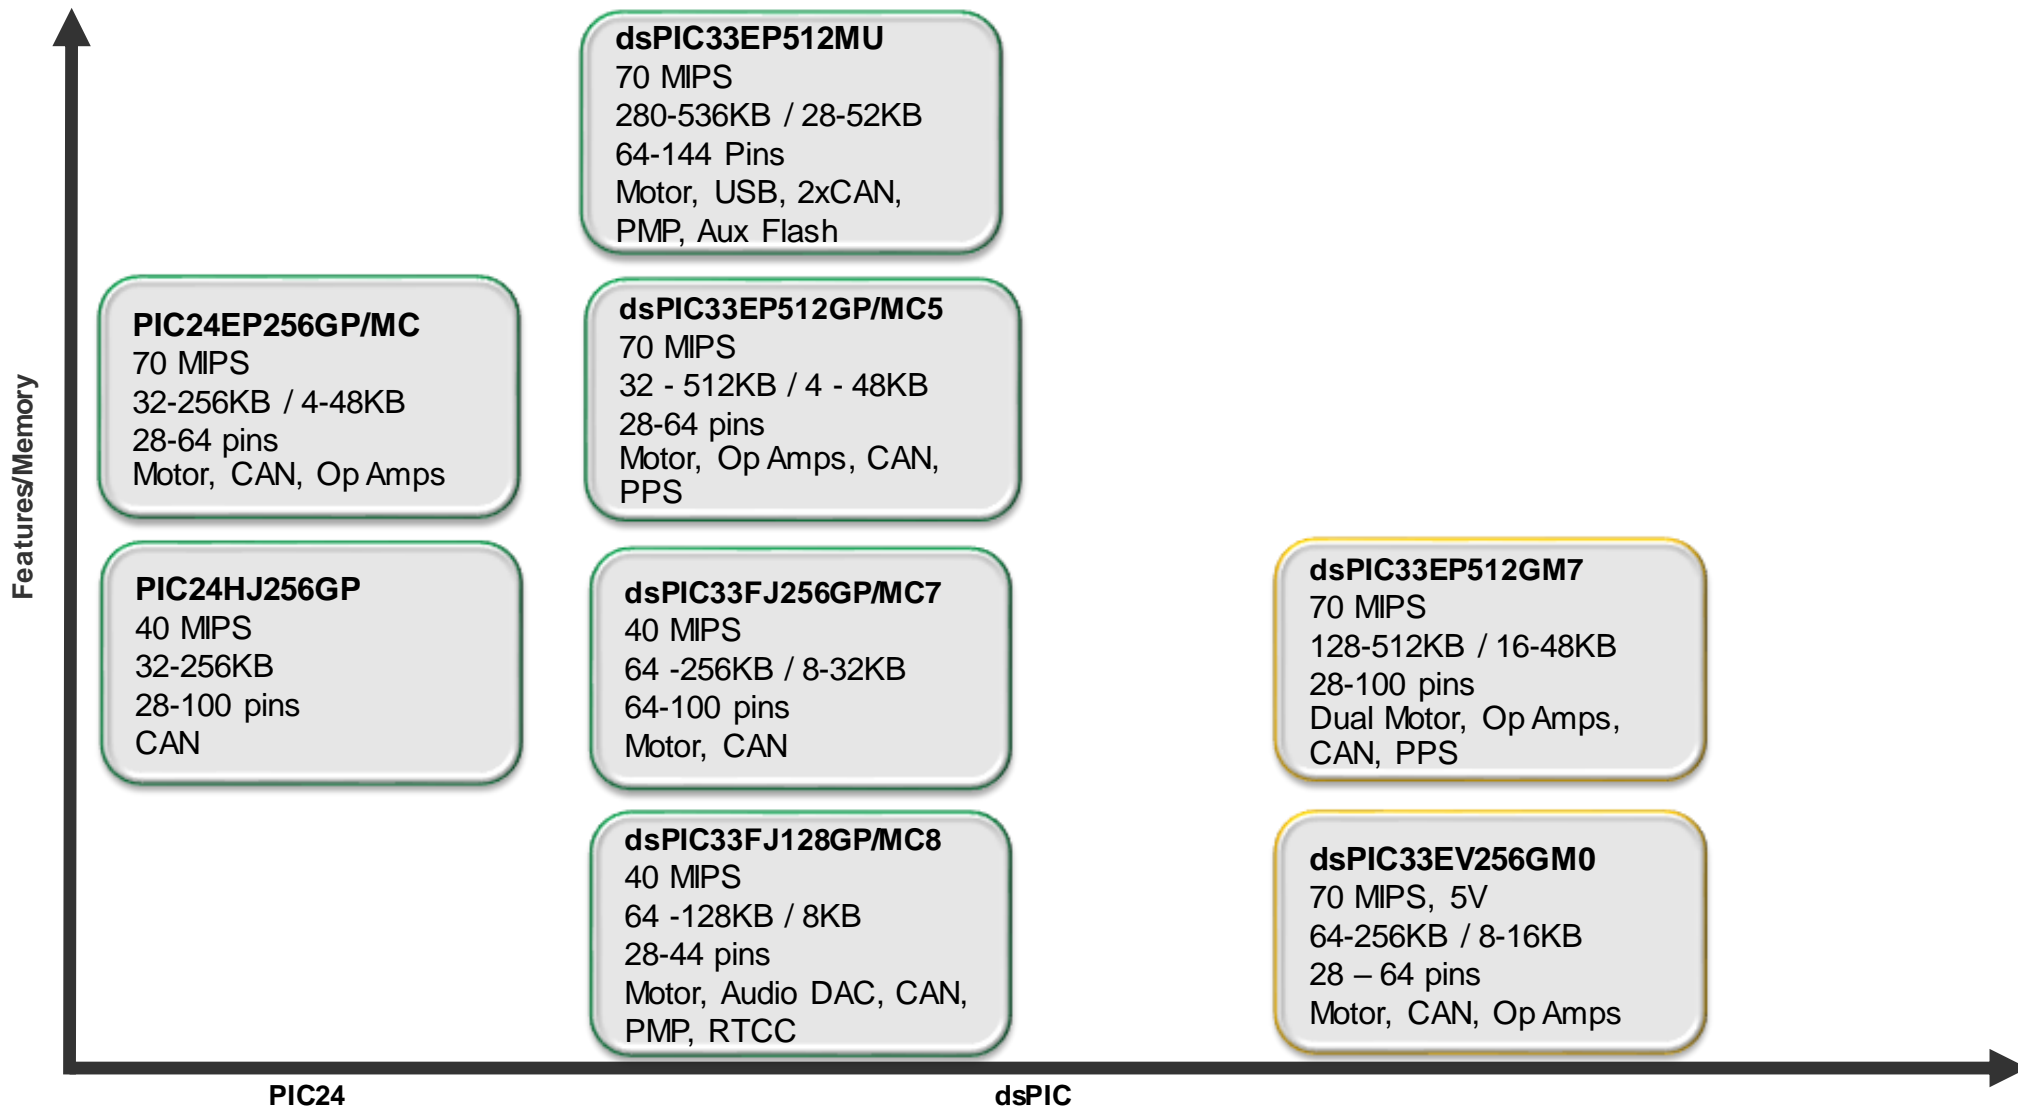 Features/Memory
dsPIC33EP512MU
70 MIPS
280-536KB / 28-52KB
64-144 Pins
Motor, USB, 2xCAN,
PMP, Aux Flash
PIC24EP256GP/MC
70 MIPS
32-256KB / 4-48KB
28-64 pins
Motor, CAN, Op Amps
dsPIC33EP512GP/MC5
70 MIPS
32 - 512KB / 4 - 48KB
28-64 pins
Motor, Op Amps, CAN,
PPS
PIC24HJ256GP
40 MIPS
32-256KB
28-100 pins
CAN
dsPIC33FJ256GP/MC7
40 MIPS
64 -256KB / 8-32KB
64-100 pins
Motor, CAN
dsPIC33EP512GM7
70 MIPS
128-512KB / 16-48KB
28-100 pins
Dual Motor, Op Amps,
CAN, PPS
dsPIC33FJ128GP/MC8
40 MIPS
64 -128KB / 8KB
28-44 pins
Motor, Audio DAC, CAN,
PMP, RTCC
dsPIC33EV256GM0
70 MIPS, 5V
64-256KB / 8-16KB
28 – 64 pins
Motor, CAN, Op Amps
PIC24
dsPIC